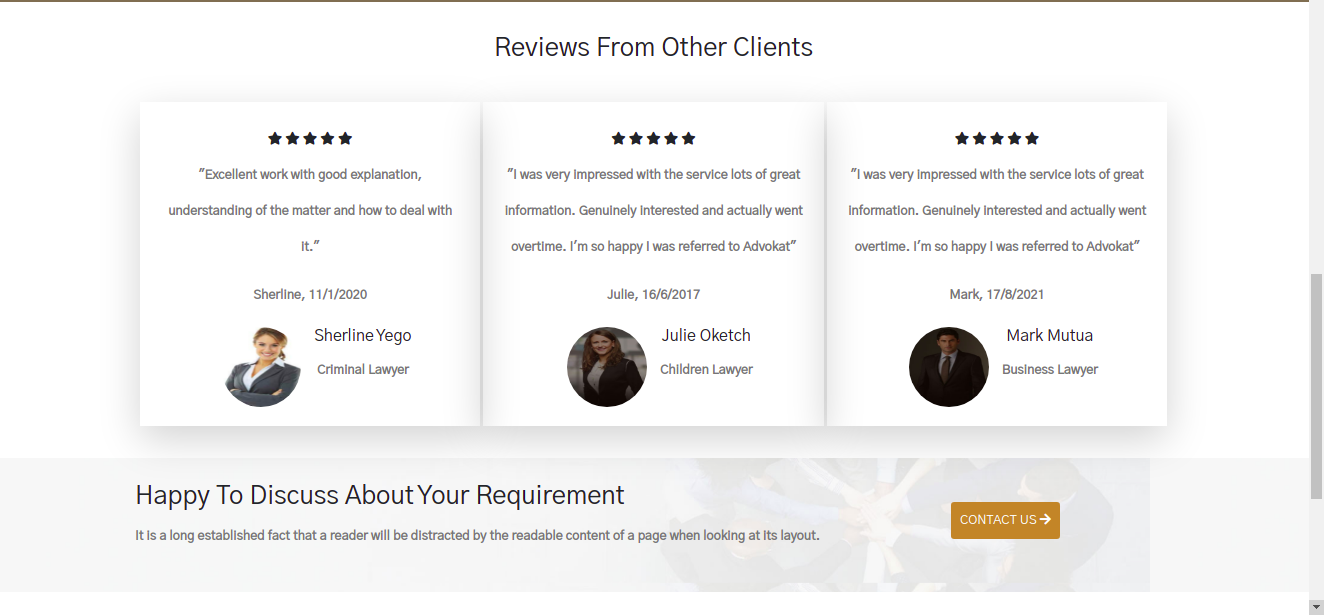 Reviews From Other Clients
"Excellent work with good explanation,
understanding of the matter and how to deal with
it."
Sherline, 11/1/2020
Sherline Yego
Criminal Lawyer
"I was very impressed with the service lots of great
information. Genuinely interested and actually went
overtime. I'm so happy I was referred to Advokat"
Julie, 16/6/2017
Julie Oketch
Children Lawyer
"I was very impressed with the service lots of great
information. Genuinely interested and actually went
overtime. I'm so happy I was referred to Advokat"
Mark, 17/8/2021
Mark Mutua
Business Lawyer
Happy To Discuss About Your Requirement
It is a long established fact that a reader will be distracted by the readable content of a page when looking at its layout.
CONTACT US